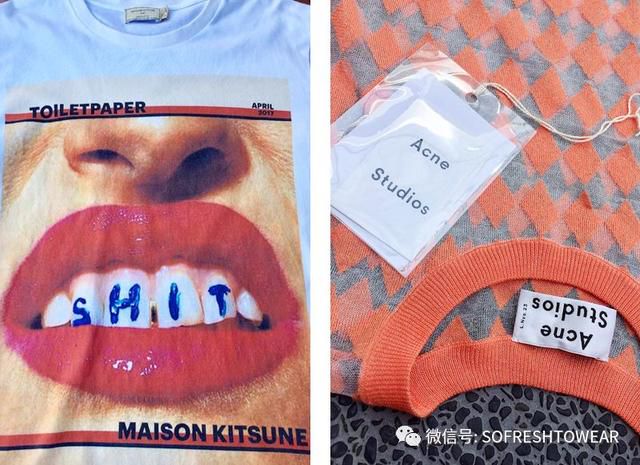 TOILETPAPER
APRIL
2017
SHIT
MAISON KITSUNE
Acne
Studios
Acne
Studios
微信号: SOFRESHTOWEAR